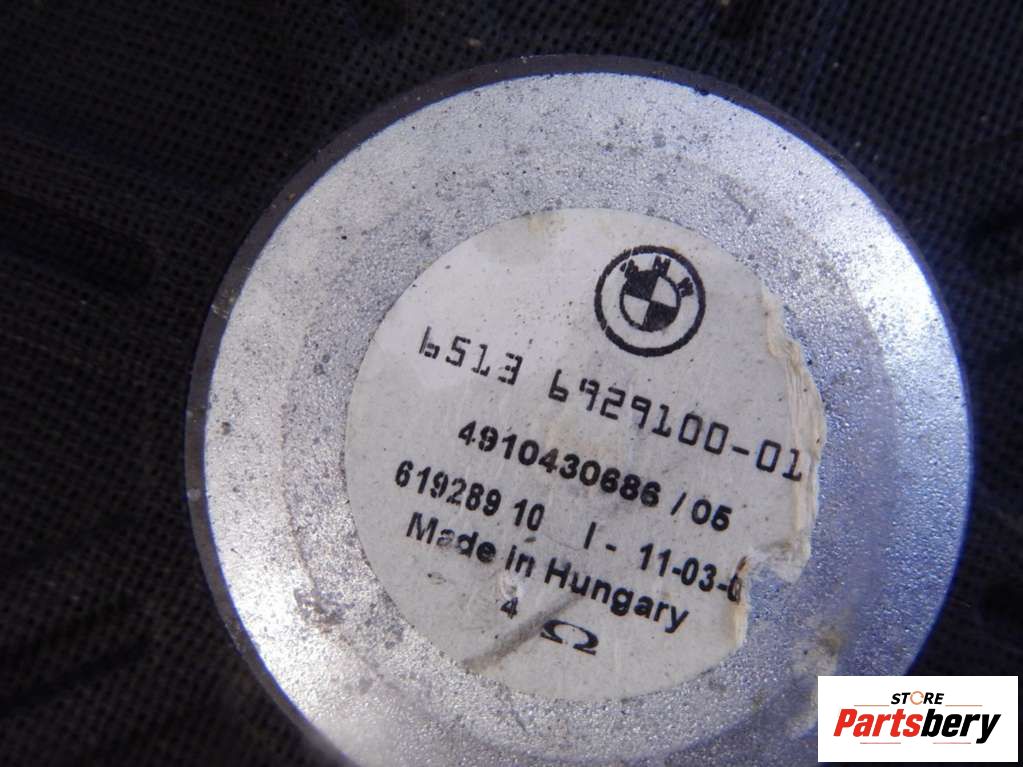 BMW
6513 6929100-01
4910430686 / 05
619289 10 I - 11-03-0
Made in Hungary
4 Ω
STORE
Partsbery